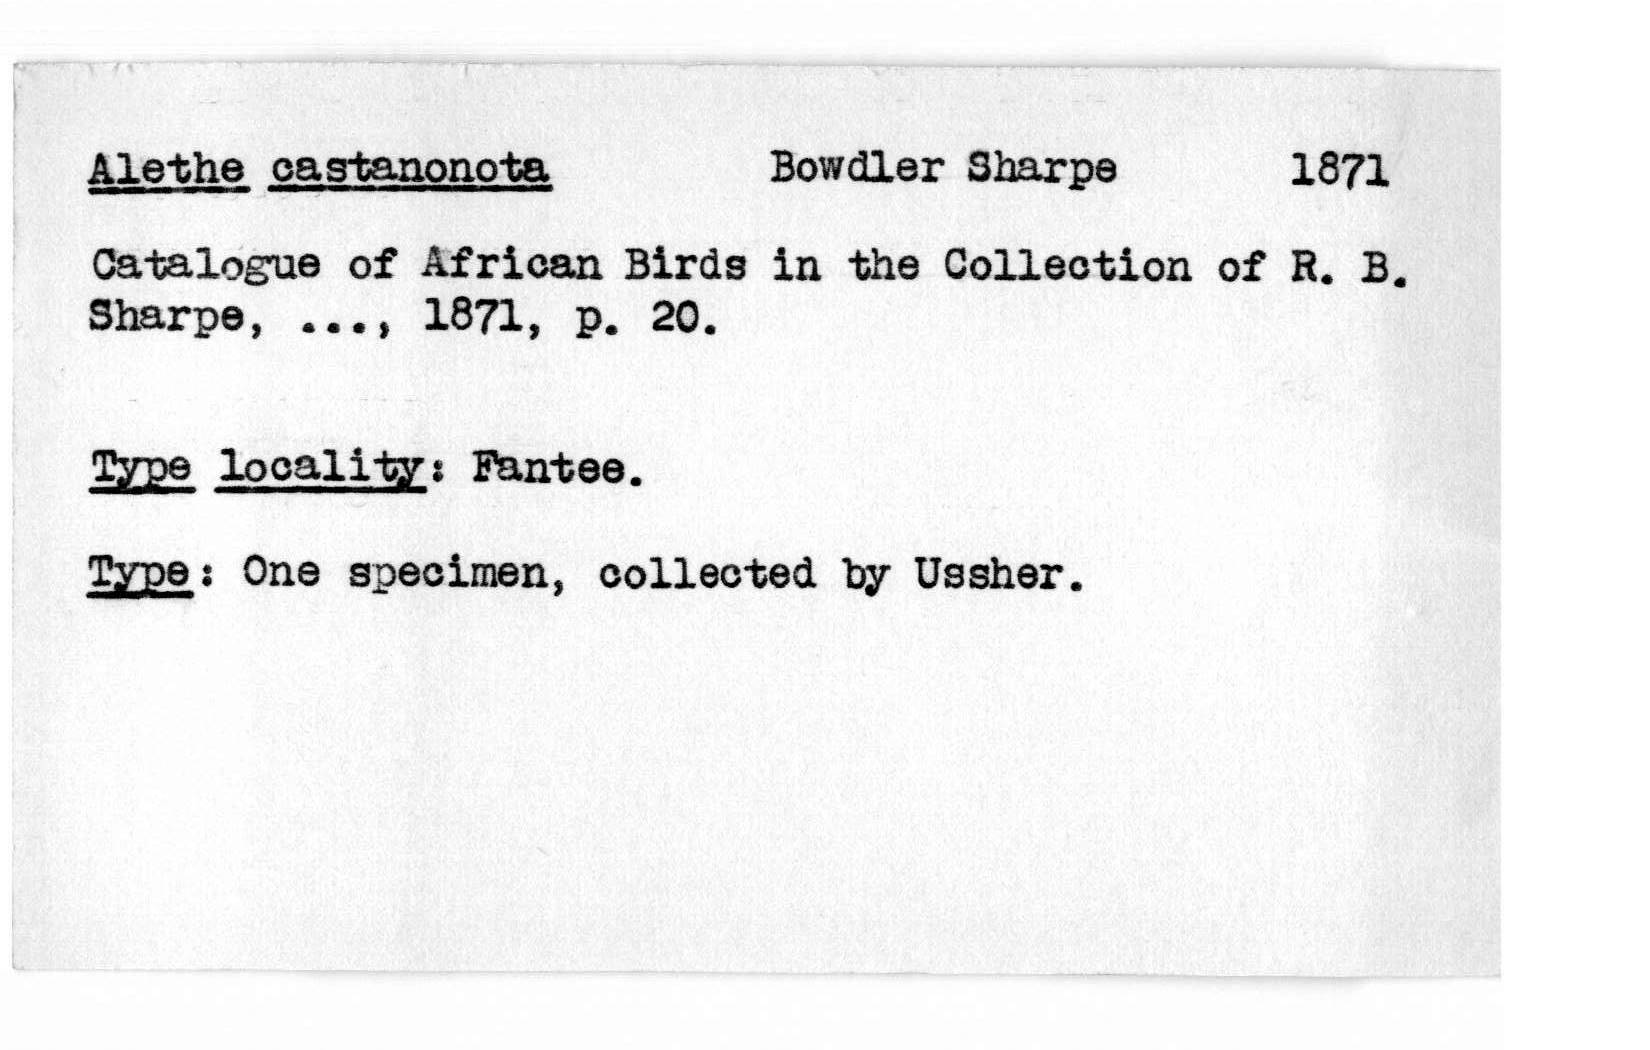 Alethe castanonota Bowdler Sharpe 1871
Catalogue of African Birds in the Collection of R. B.
Sharpe, ..., 1871, p. 20.
Type locality: Fantee.
Type: One specimen, collected by Ussher.